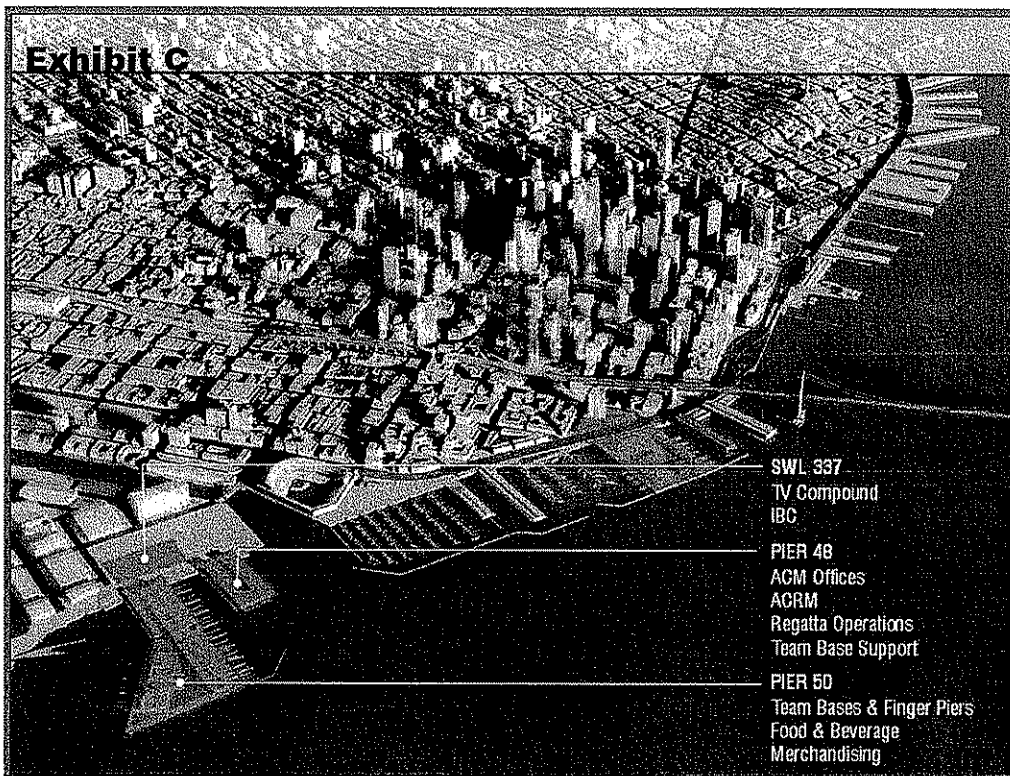 Exhibit C
SWL 337
TV Compound
IBC
PIER 48
ACM Offices
ACRM
Regatta Operations
Team Base Support
PIER 50
Team Bases & Finger Piers
Food & Beverage
Merchandising